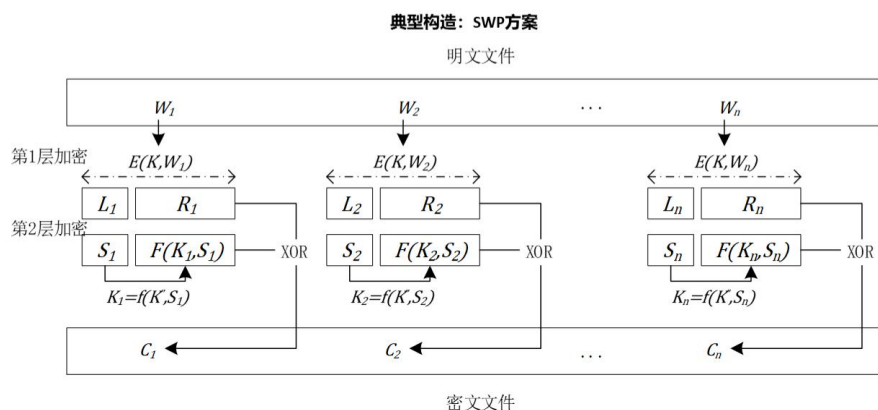 典型构造：SWP方案
明文文件
W₁ W₂ ... Wₙ
第1层加密
E(K,W₁) E(K,W₂) E(K,Wₙ)
L₁ R₁ L₂ R₂ Lₙ Rₙ
第2层加密
S₁ F(K₁,S₁) XOR S₂ F(K₂,S₂) XOR Sₙ F(Kₙ,Sₙ) XOR
K₁=f(K,S₁) K₂=f(K,S₂) Kₙ=f(K,Sₙ)
C₁ C₂ ... Cₙ
密文文件